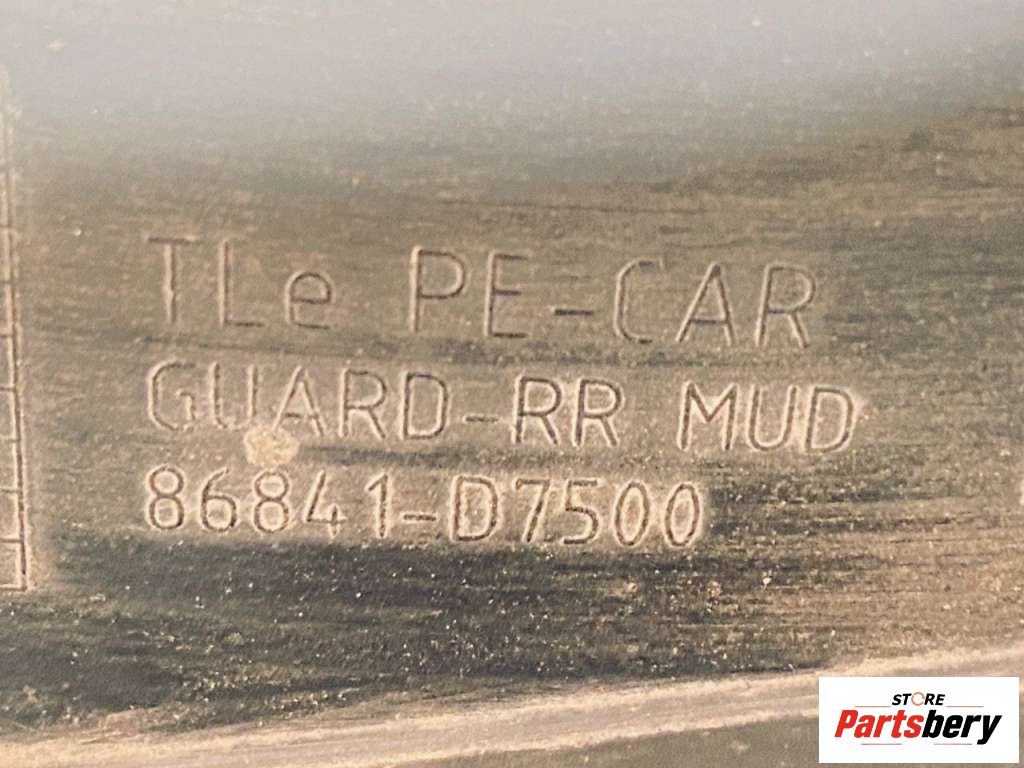 TLe PE-CAR
GUARD-RR MUD
86841-D7500
STORE
Partsbery